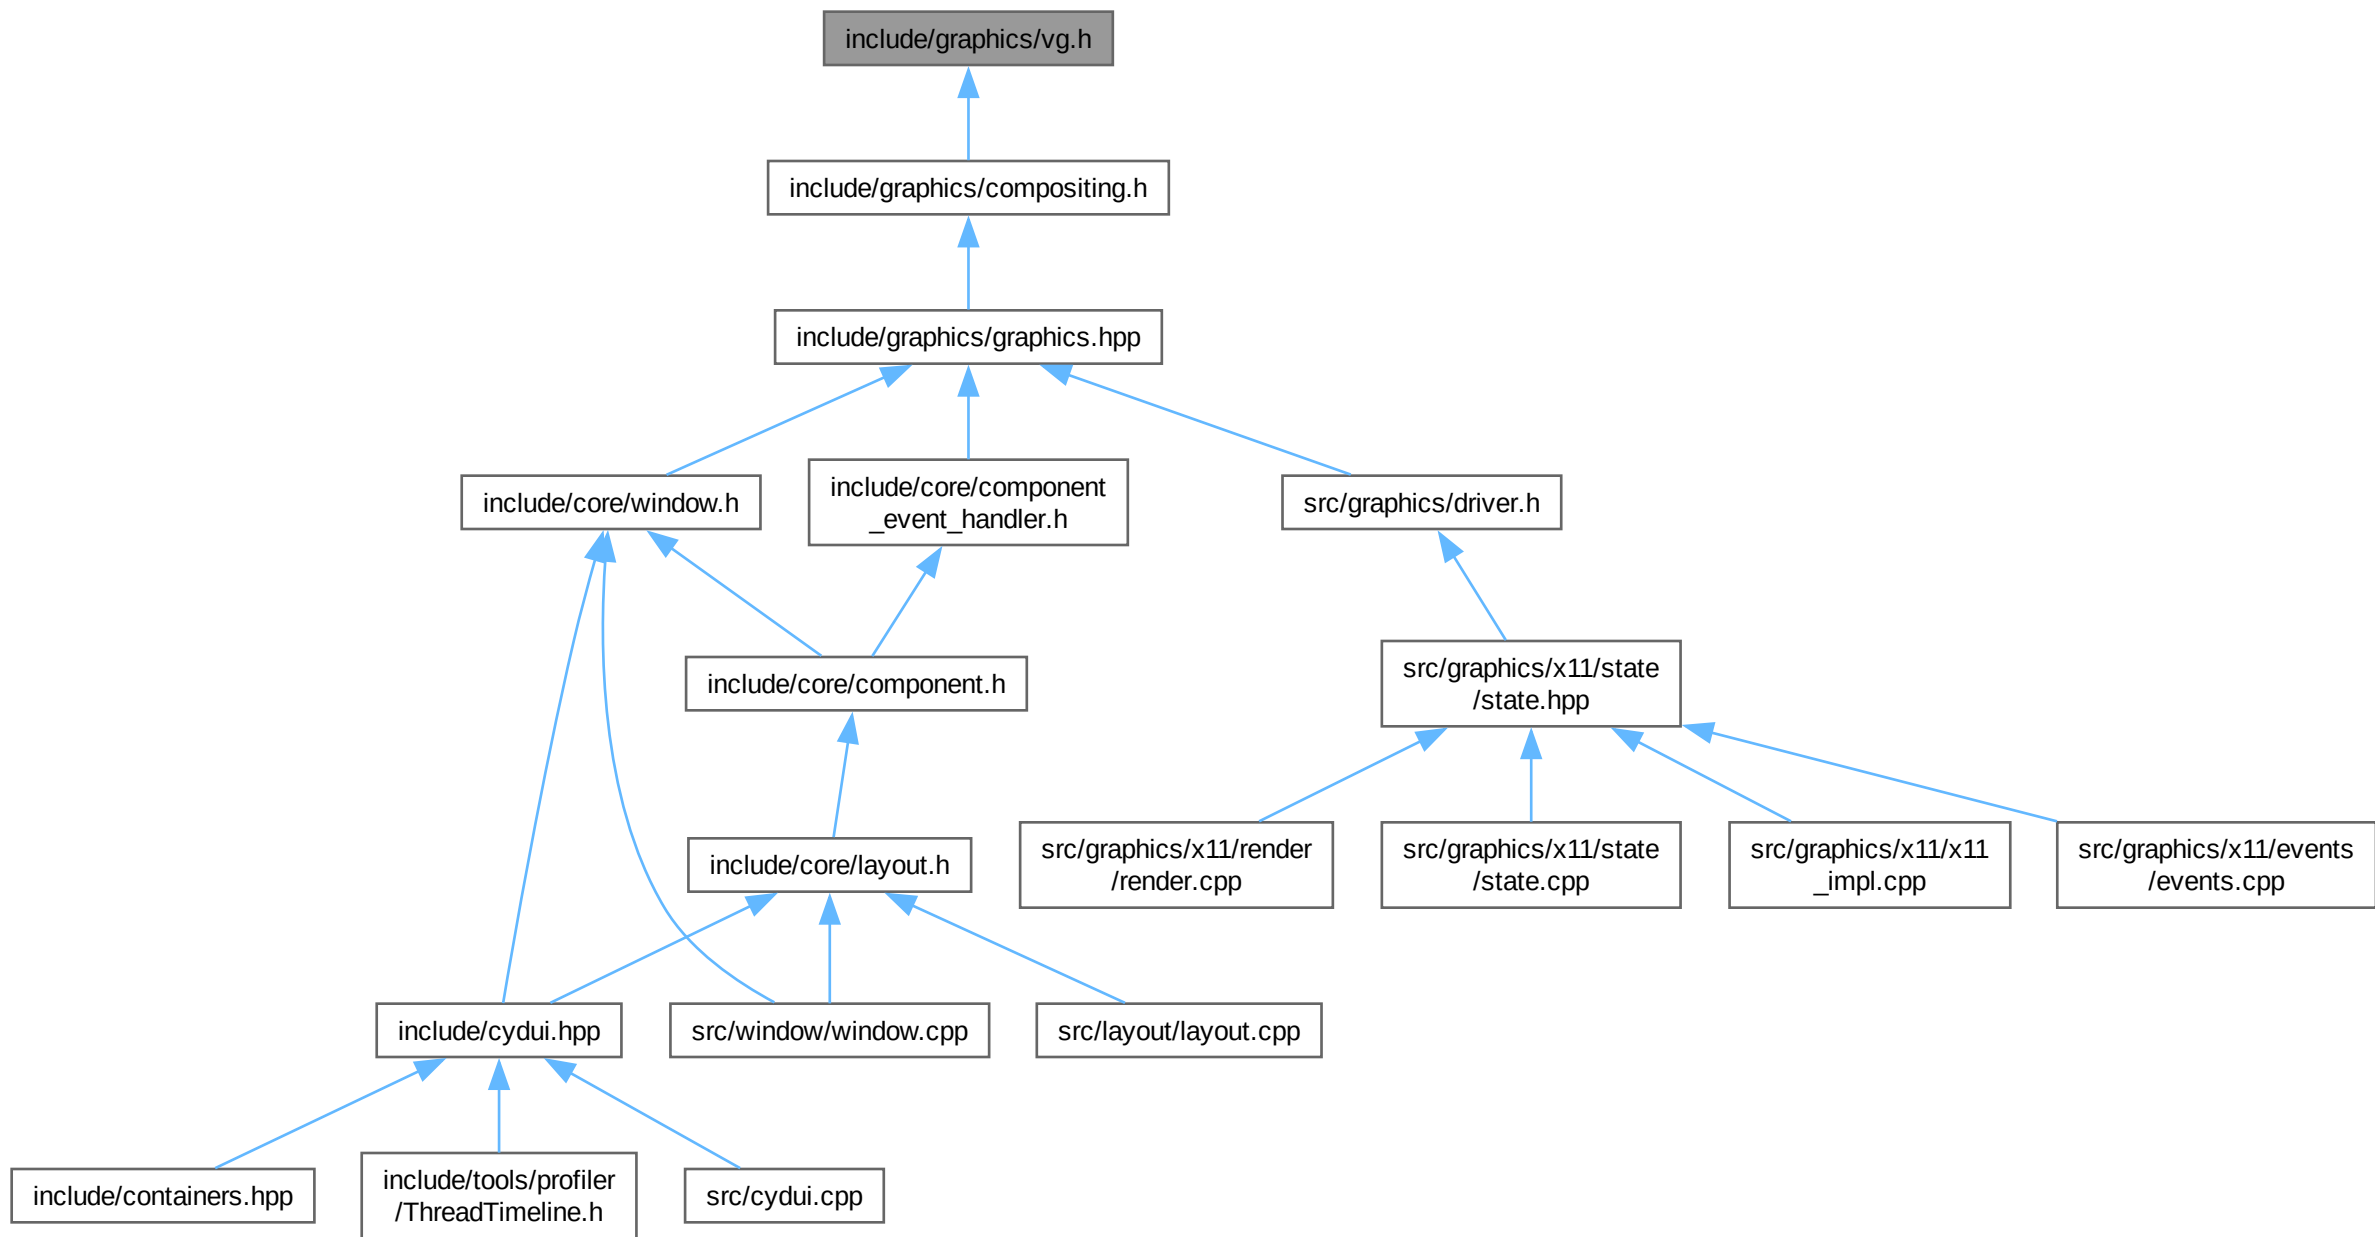 include/graphics/vg.h
include/graphics/compositing.h
include/graphics/graphics.hpp
include/core/window.h
include/core/component
_event_handler.h
src/graphics/driver.h
include/core/component.h
src/graphics/x11/state
/state.hpp
include/core/layout.h
src/graphics/x11/render
/render.cpp
src/graphics/x11/state
/state.cpp
src/graphics/x11/x11
_impl.cpp
src/graphics/x11/events
/events.cpp
include/cydui.hpp
src/window/window.cpp
src/layout/layout.cpp
include/containers.hpp
include/tools/profiler
/ThreadTimeline.h
src/cydui.cpp